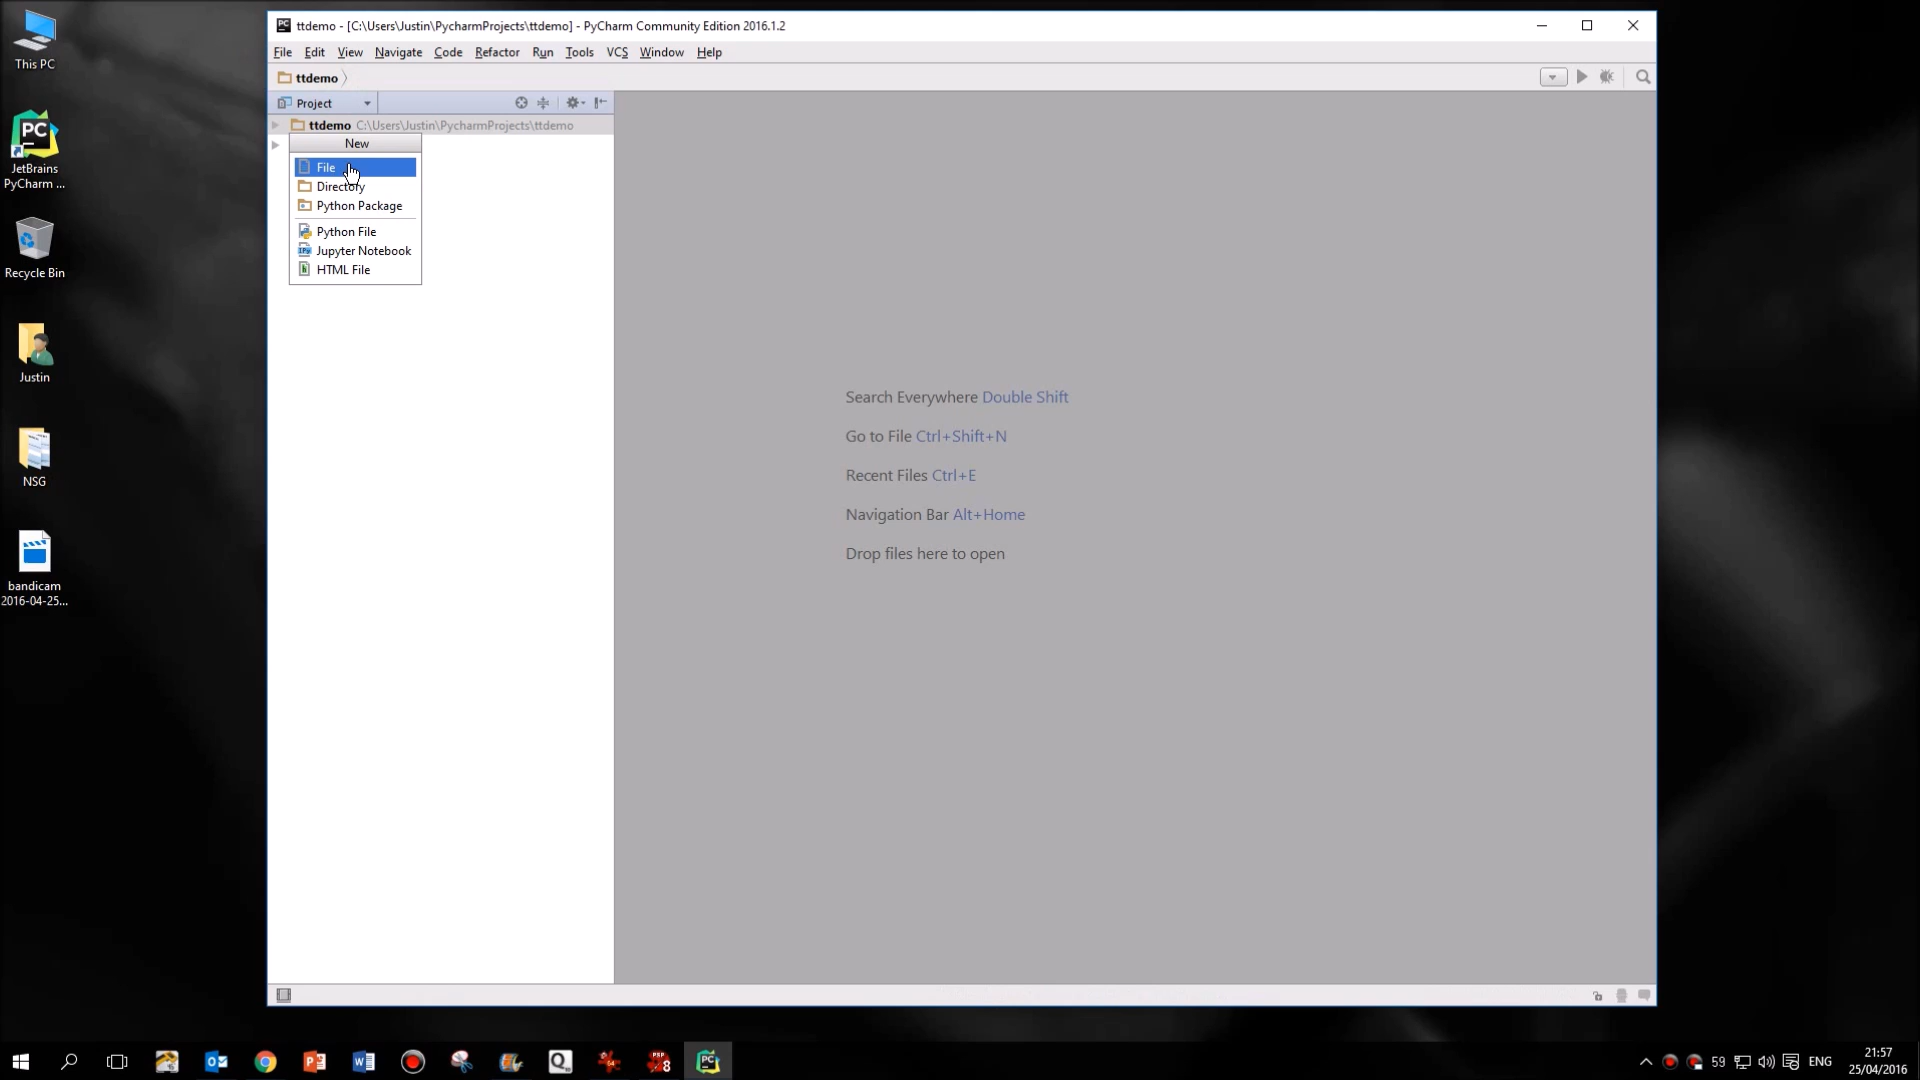 This PC
JetBrains
PyCharm ...
Recycle Bin
Justin
NSG
bandicam
2016-04-25...
ttdemo - [C:\Users\Justin\PycharmProjects\ttdemo] - PyCharm Community Edition 2016.1.2
File Edit View Navigate Code Refactor Run Tools VCS Window Help
ttdemo
Project
ttdemo C:\Users\Justin\PycharmProjects\ttdemo
New
File
Directory
Python Package
Python File
Jupyter Notebook
HTML File
Search Everywhere Double Shift
Go to File Ctrl+Shift+N
Recent Files Ctrl+E
Navigation Bar Alt+Home
Drop files here to open
59 ENG 21:57
25/04/2016